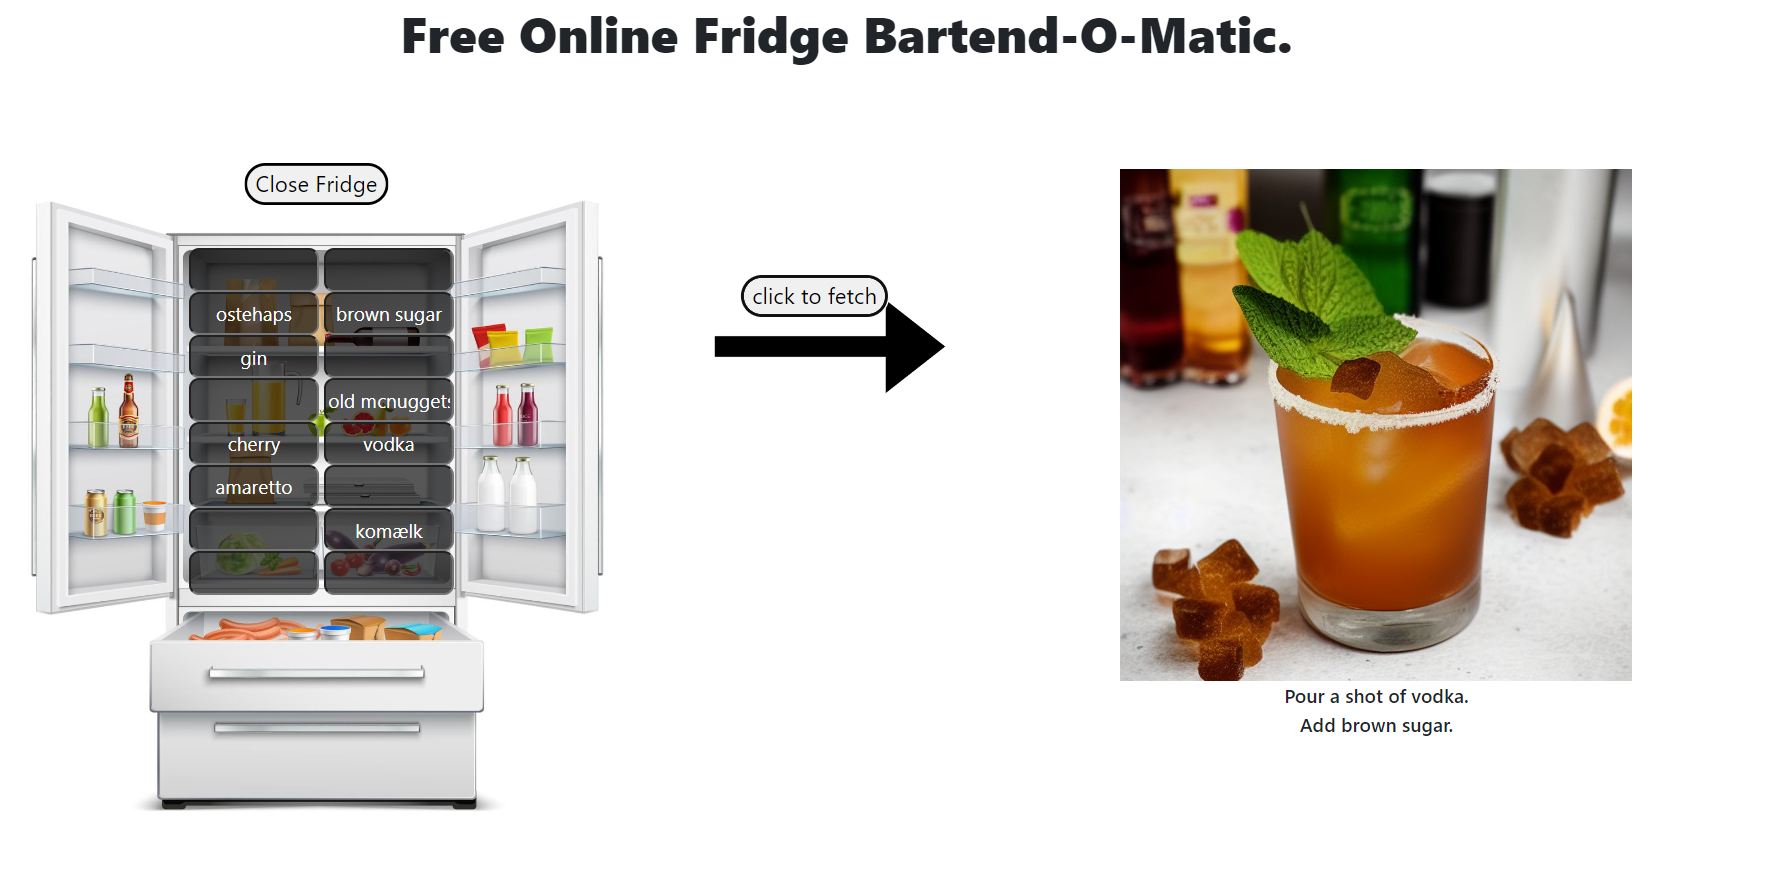 Free Online Fridge Bartend-O-Matic.
Close Fridge
ostehaps
brown sugar
gin
old mcnuggets
cherry
vodka
amaretto
komælk
click to fetch
Pour a shot of vodka.
Add brown sugar.